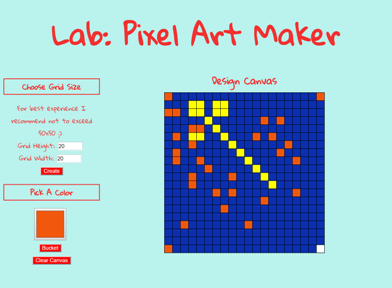 Lab: Pixel Art Maker
Choose Grid Size
For best experience I
recommend not to exceed
50x50 :)
Grid Height: 20
Grid Width: 20
Create
Pick A Color
Bucket
Clear Canvas
Design Canvas